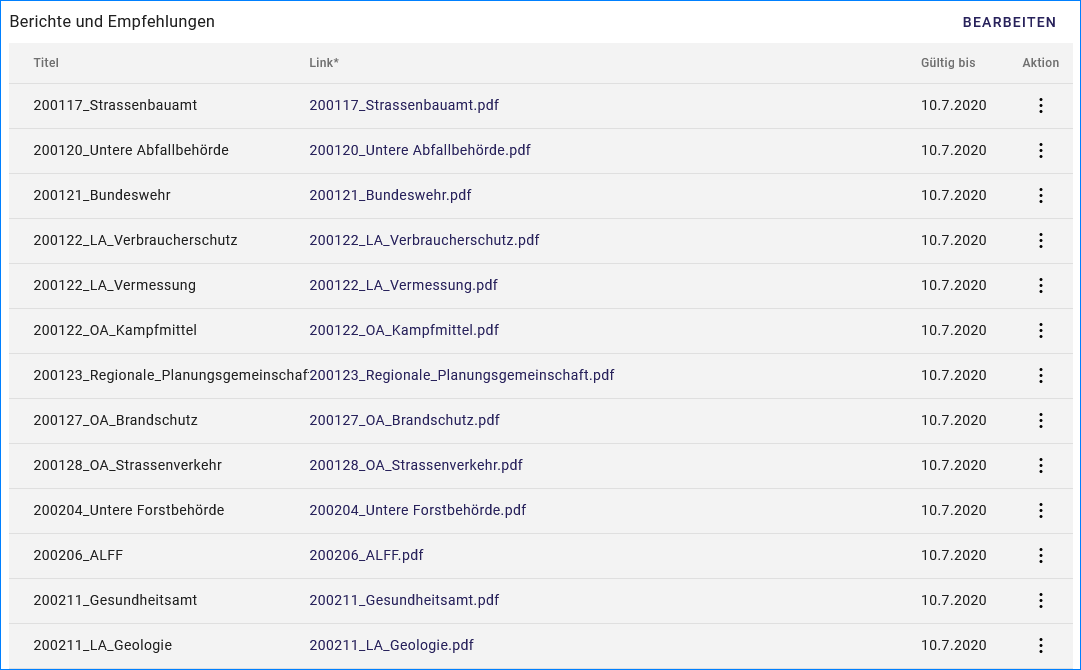 Berichte und Empfehlungen BEARBEITEN
Titel Link* Gültig bis Aktion
200117_Strassenbauamt 200117_Strassenbauamt.pdf 10.7.2020
200120_Untere Abfallbehörde 200120_Untere Abfallbehörde.pdf 10.7.2020
200121_Bundeswehr 200121_Bundeswehr.pdf 10.7.2020
200122_LA_Verbraucherschutz 200122_LA_Verbraucherschutz.pdf 10.7.2020
200122_LA_Vermessung 200122_LA_Vermessung.pdf 10.7.2020
200122_OA_Kampfmittel 200122_OA_Kampfmittel.pdf 10.7.2020
200123_Regionale_Planungsgemeinschaf 200123_Regionale_Planungsgemeinschaft.pdf 10.7.2020
200127_OA_Brandschutz 200127_OA_Brandschutz.pdf 10.7.2020
200128_OA_Strassenverkehr 200128_OA_Strassenverkehr.pdf 10.7.2020
200204_Untere Forstbehörde 200204_Untere Forstbehörde.pdf 10.7.2020
200206_ALFF 200206_ALFF.pdf 10.7.2020
200211_Gesundheitsamt 200211_Gesundheitsamt.pdf 10.7.2020
200211_LA_Geologie 200211_LA_Geologie.pdf 10.7.2020